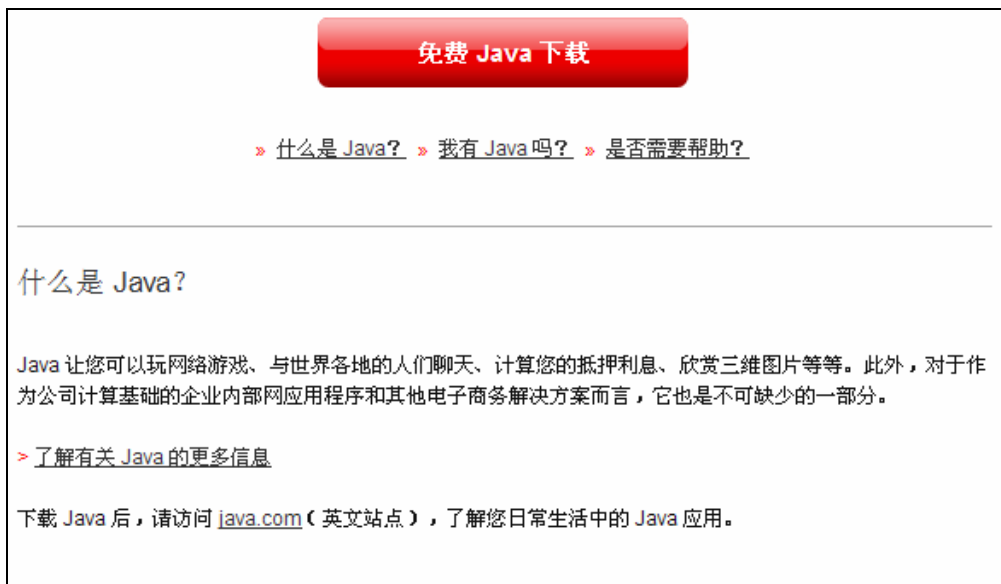 免费 Java 下载
» 什么是 Java? » 我有 Java 吗? » 是否需要帮助?
什么是 Java?
Java 让您可以玩网络游戏、与世界各地的人们聊天、计算您的抵押利息、欣赏三维图片等等。此外，对于作
为公司计算基础的企业内部网应用程序和其他电子商务解决方案而言，它也是不可缺少的一部分。
> 了解有关 Java 的更多信息
下载 Java 后，请访问 java.com（英文站点），了解您日常生活中的 Java 应用。